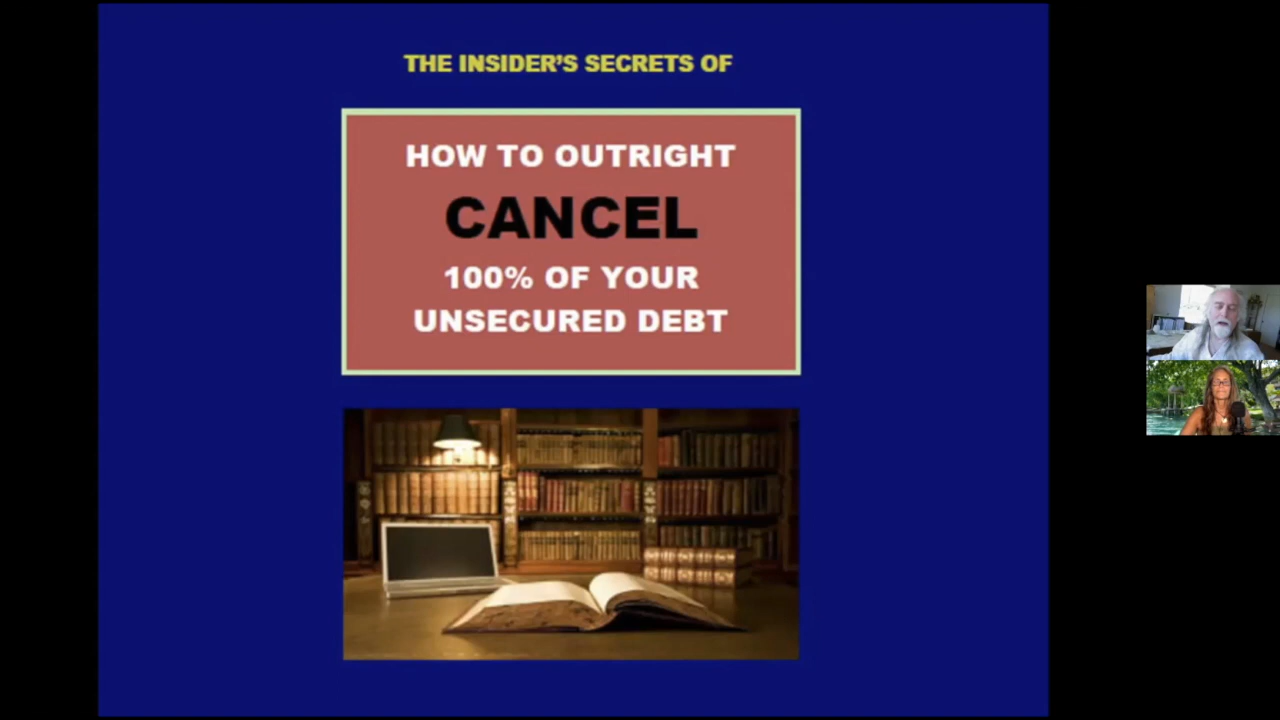 THE INSIDER’S SECRETS OF
HOW TO OUTRIGHT
CANCEL
100% OF YOUR
UNSECURED DEBT